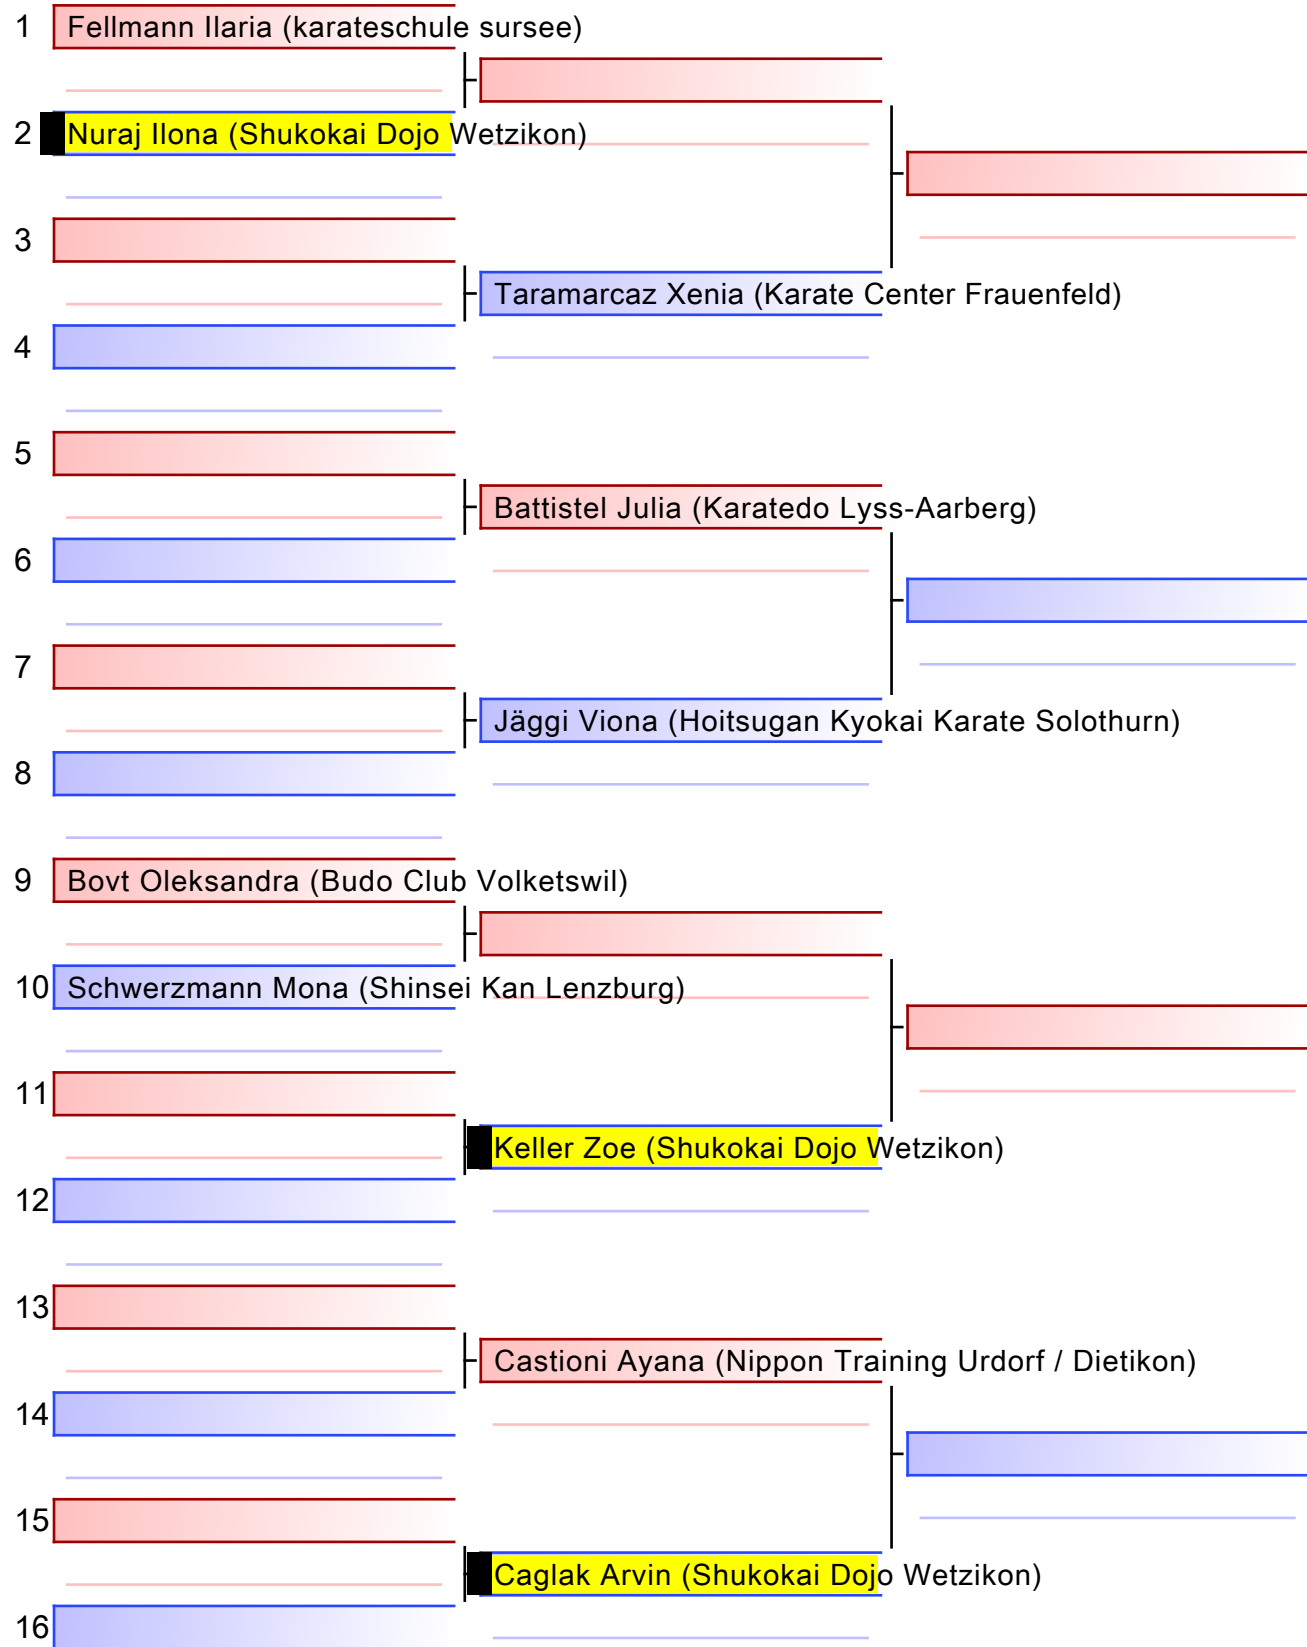 1 Fellmann Ilaria (karateschule sursee)
2 Nuraj Ilona (Shukokai Dojo Wetzikon)
3
Taramarcaz Xenia (Karate Center Frauenfeld)
4
5
Battistel Julia (Karatedo Lyss-Aarberg)
6
7
Jäggi Viona (Hoitsugan Kyokai Karate Solothurn)
8
9 Bovt Oleksandra (Budo Club Volketswil)
10 Schwerzmann Mona (Shinsei Kan Lenzburg)
11
Keller Zoe (Shukokai Dojo Wetzikon)
12
13
Castioni Ayana (Nippon Training Urdorf / Dietikon)
14
15
Caglak Arvin (Shukokai Dojo Wetzikon)
16